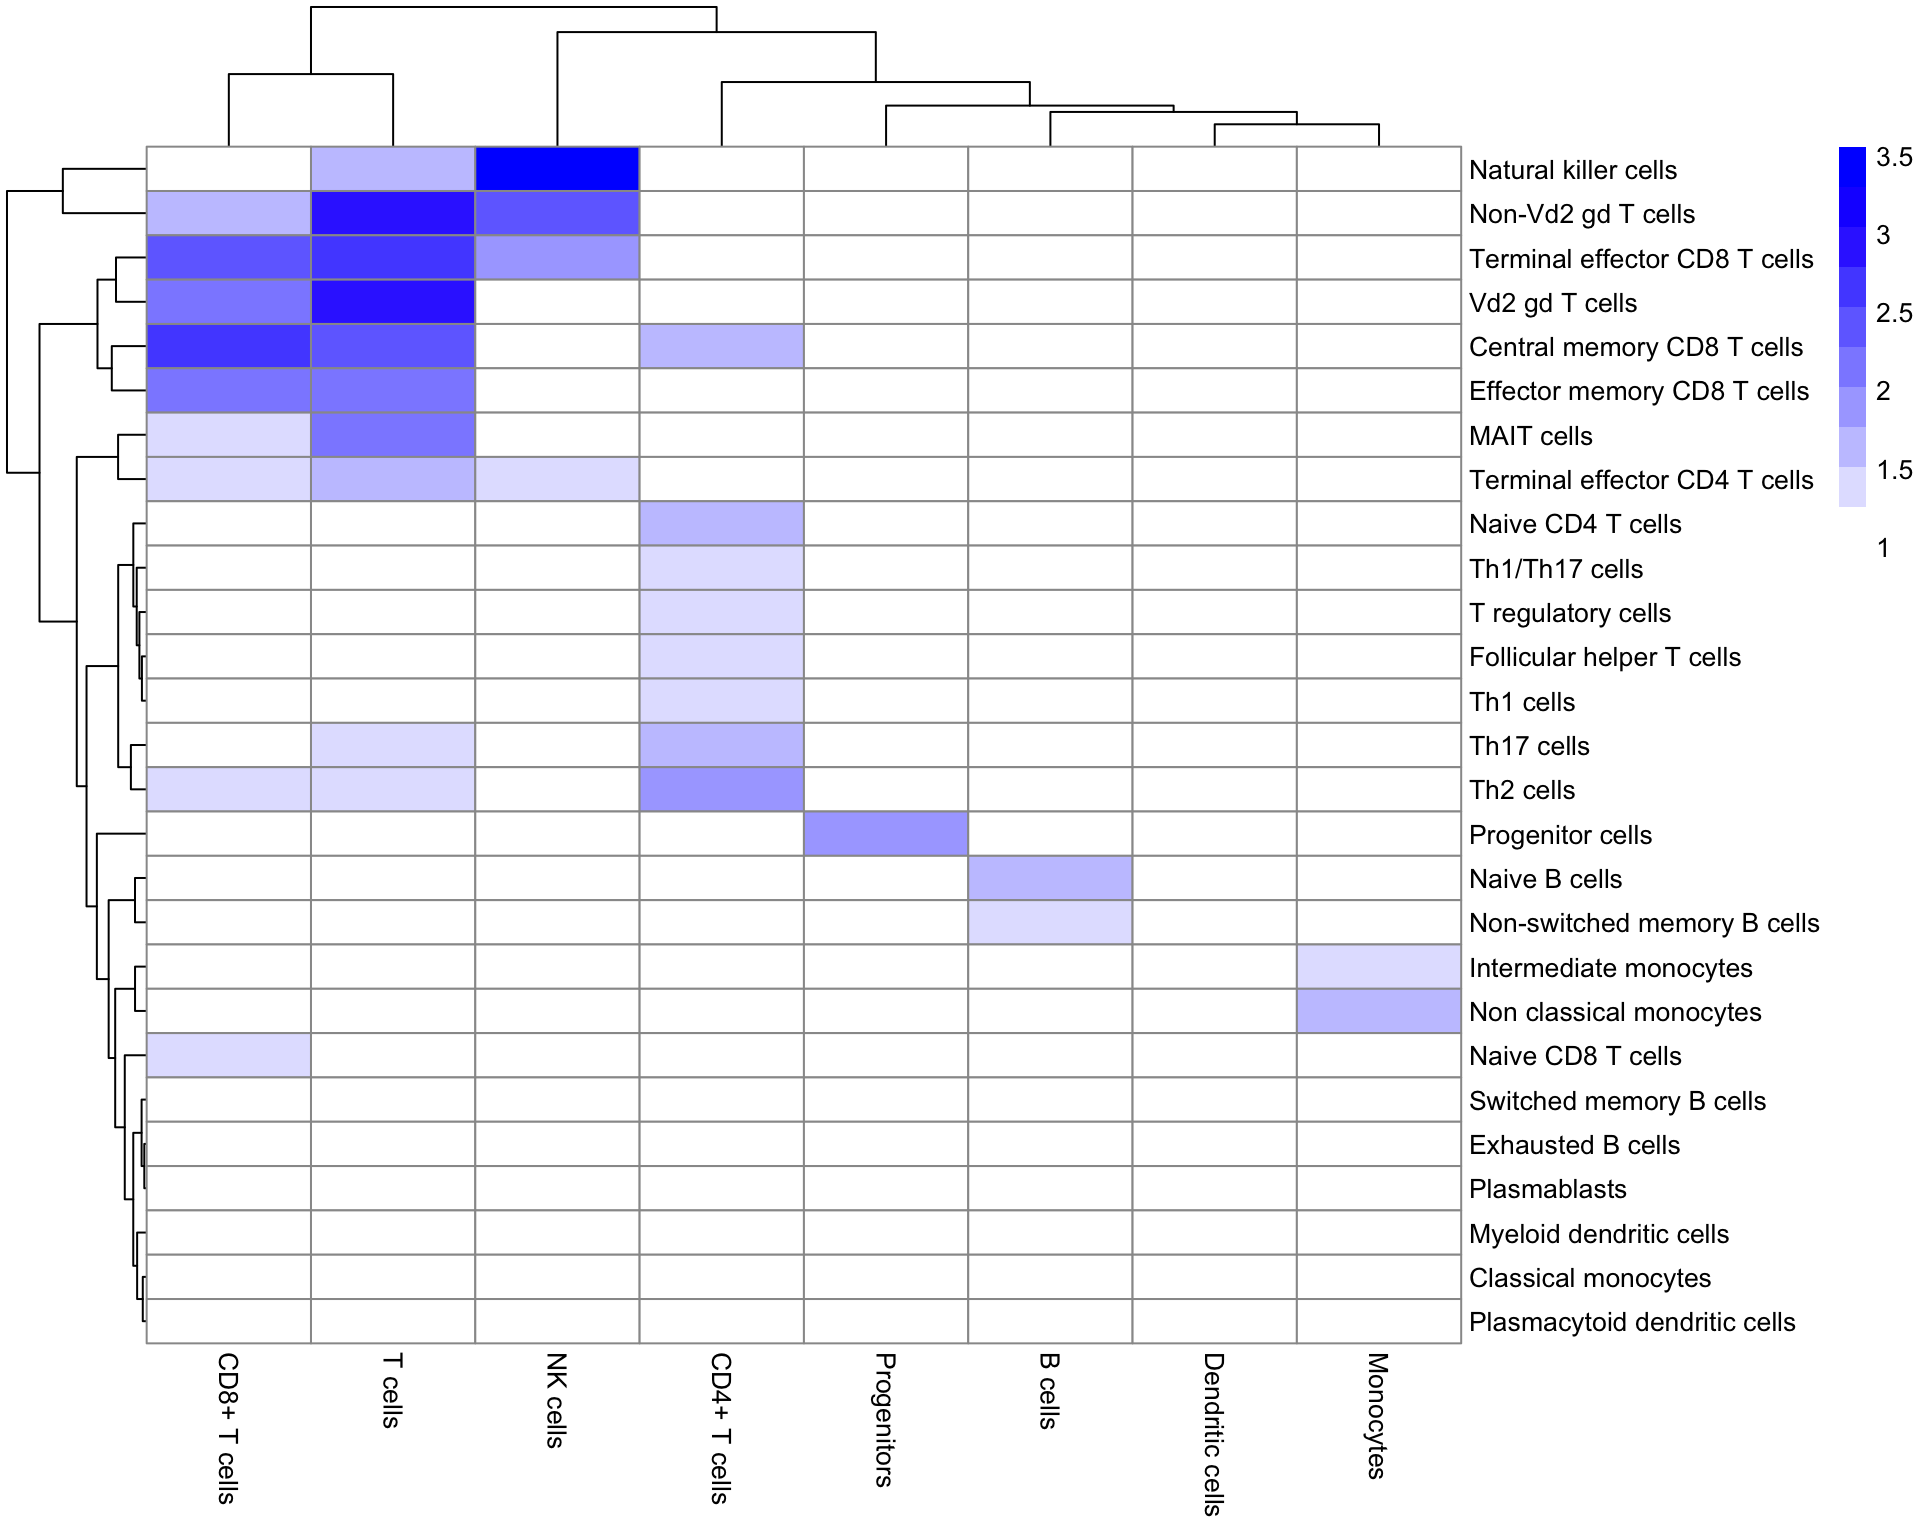 Natural killer cells
Non-Vd2 gd T cells
Terminal effector CD8 T cells
Vd2 gd T cells
Central memory CD8 T cells
Effector memory CD8 T cells
MAIT cells
Terminal effector CD4 T cells
Naive CD4 T cells
Th1/Th17 cells
T regulatory cells
Follicular helper T cells
Th1 cells
Th17 cells
Th2 cells
Progenitor cells
Naive B cells
Non-switched memory B cells
Intermediate monocytes
Non classical monocytes
Naive CD8 T cells
Switched memory B cells
Exhausted B cells
Plasmablasts
Myeloid dendritic cells
Classical monocytes
Plasmacytoid dendritic cells
3.5
3
2.5
2
1.5
1
CD8+ T cells
T cells
NK cells
CD4+ T cells
Progenitors
B cells
Dendritic cells
Monocytes